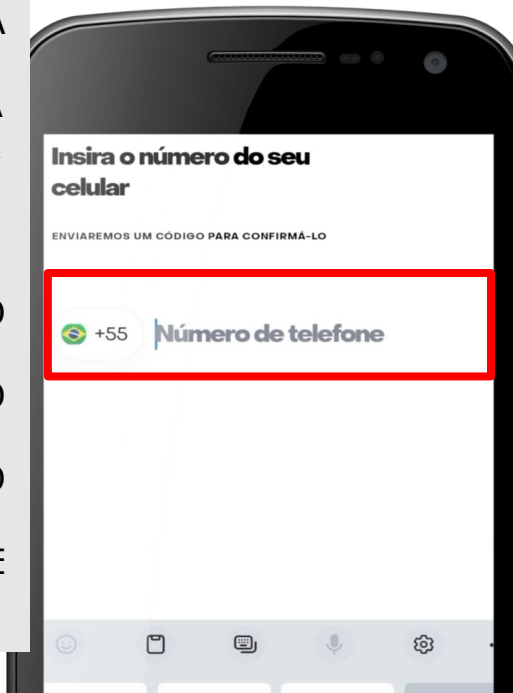 Insira o número do seu
celular
ENVIAREMOS UM CÓDIGO PARA CONFIRMÁ-LO
+55 Número de telefone